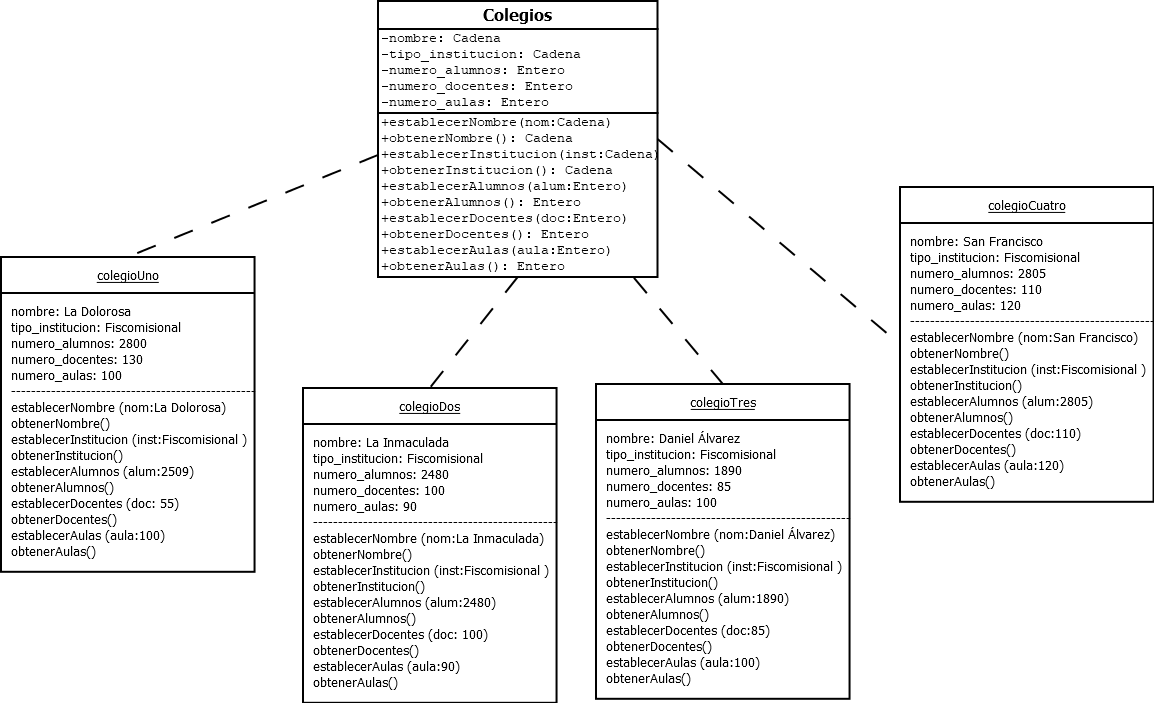 Colegios
-nombre: Cadena
-tipo_institucion: Cadena
-numero_alumnos: Entero
-numero_docentes: Entero
-numero_aulas: Entero
+establecerNombre(nom:Cadena)
+obtenerNombre(): Cadena
+establecerInstitucion(inst:Cadena)
+obtenerInstitucion(): Cadena
+establecerAlumnos(alum:Entero)
+obtenerAlumnos(): Entero
+establecerDocentes(doc:Entero)
+obtenerDocentes(): Entero
+establecerAulas(aula:Entero)
+obtenerAulas(): Entero
colegioUno
nombre: La Dolorosa
tipo_institucion: Fiscomisional
numero_alumnos: 2800
numero_docentes: 130
numero_aulas: 100
establecerNombre (nom:La Dolorosa)
obtenerNombre()
establecerInstitucion (inst:Fiscomisional )
obtenerInstitucion()
establecerAlumnos (alum:2509)
obtenerAlumnos()
establecerDocentes (doc: 55)
obtenerDocentes()
establecerAulas (aula:100)
obtenerAulas()
colegioDos
nombre: La Inmaculada
tipo_institucion: Fiscomisional
numero_alumnos: 2480
numero_docentes: 100
numero_aulas: 90
establecerNombre (nom:La Inmaculada)
obtenerNombre()
establecerInstitucion (inst:Fiscomisional )
obtenerInstitucion()
establecerAlumnos (alum:2480)
obtenerAlumnos()
establecerDocentes (doc: 100)
obtenerDocentes()
establecerAulas (aula:90)
obtenerAulas()
colegioTres
nombre: Daniel Álvarez
tipo_institucion: Fiscomisional
numero_alumnos: 1890
numero_docentes: 85
numero_aulas: 100
establecerNombre (nom:Daniel Álvarez)
obtenerNombre()
establecerInstitucion (inst:Fiscomisional )
obtenerInstitucion()
establecerAlumnos (alum:1890)
obtenerAlumnos()
establecerDocentes (doc:85)
obtenerDocentes()
establecerAulas (aula:100)
obtenerAulas()
colegioCuatro
nombre: San Francisco
tipo_institucion: Fiscomisional
numero_alumnos: 2805
numero_docentes: 110
numero_aulas: 120
establecerNombre (nom:San Francisco)
obtenerNombre()
establecerInstitucion (inst:Fiscomisional )
obtenerInstitucion()
establecerAlumnos (alum:2805)
obtenerAlumnos()
establecerDocentes (doc:110)
obtenerDocentes()
establecerAulas (aula:120)
obtenerAulas()